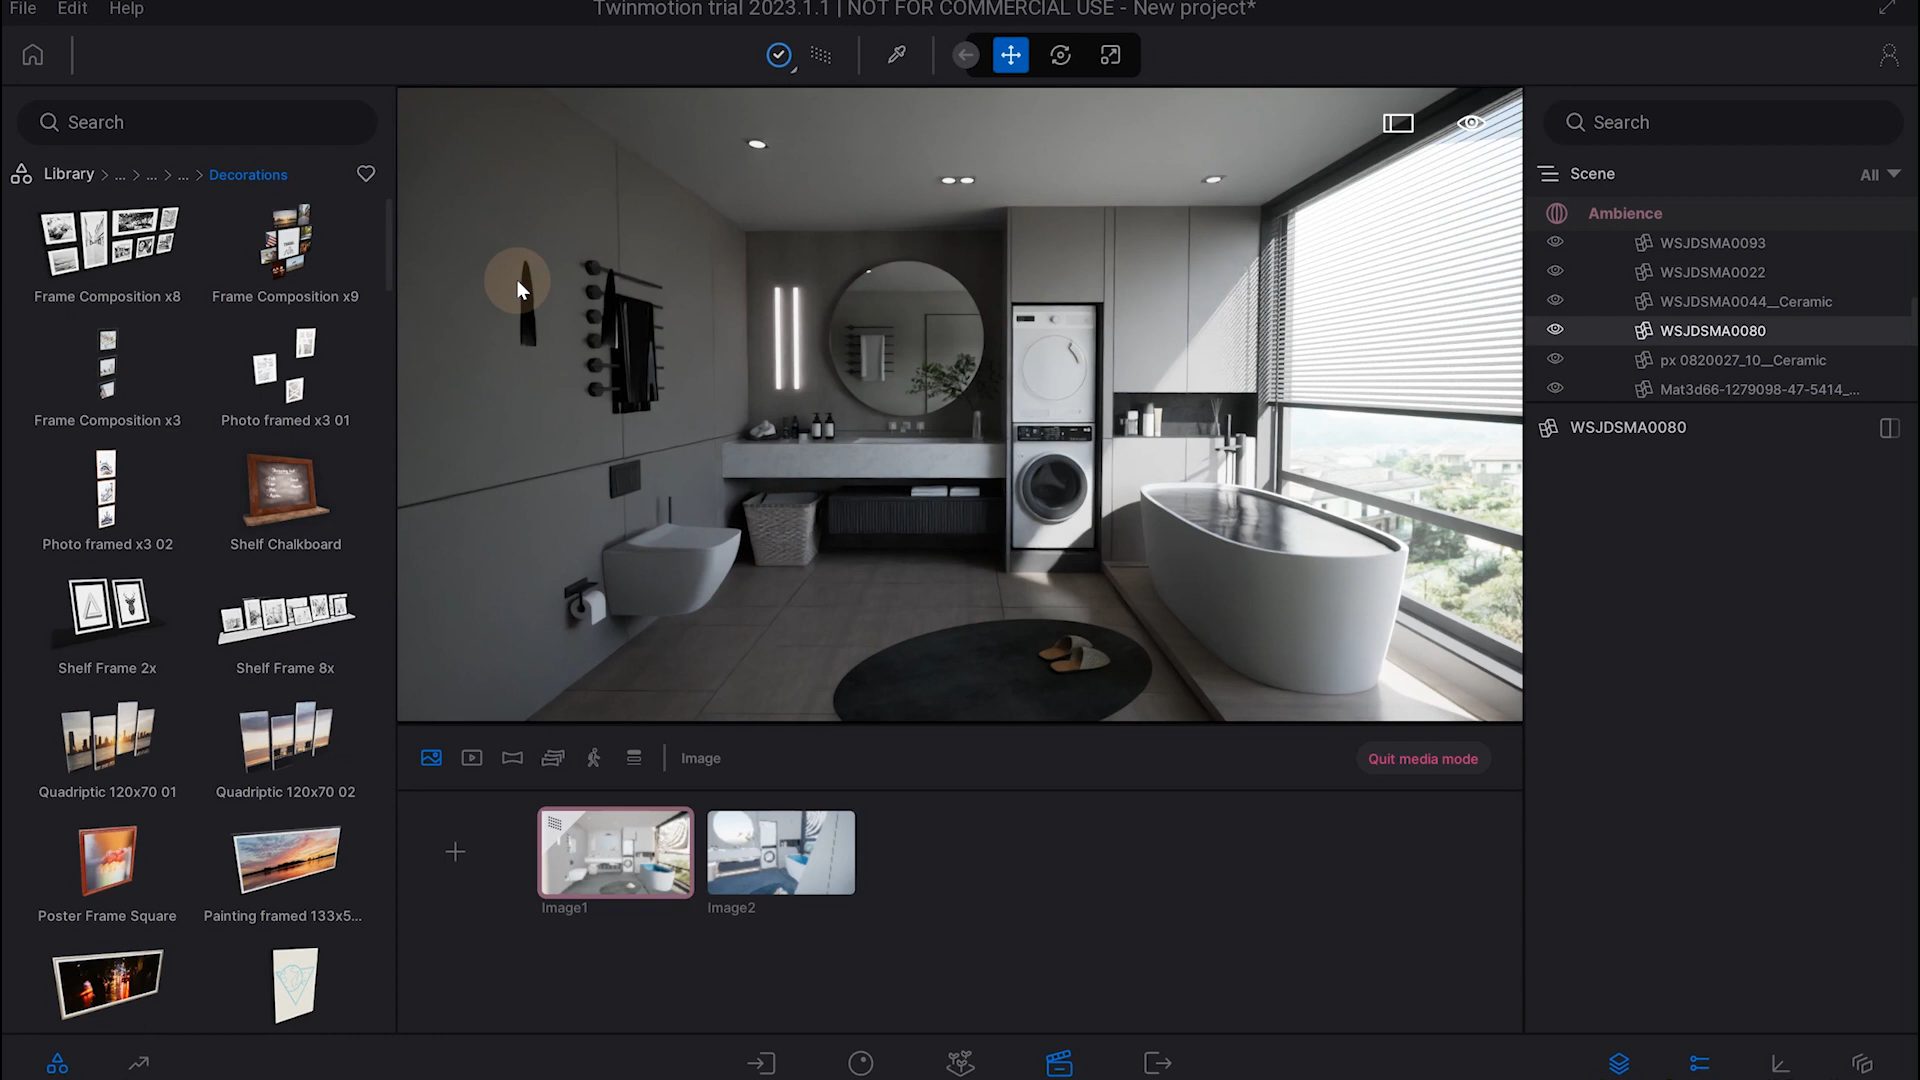 File Edit Help
Twinmotion trial 2023.1.1 | NOT FOR COMMERCIAL USE - New project*
Search
Library > ... > ... > ... > Decorations
Frame Composition x8
Frame Composition x9
Frame Composition x3
Photo framed x3 01
Photo framed x3 02
Shelf Chalkboard
Shelf Frame 2x
Shelf Frame 8x
Quadriptic 120x70 01
Quadriptic 120x70 02
Poster Frame Square
Painting framed 133x5...
Image
Quit media mode
Image1
Image2
Search
Scene
All
Ambience
WSJDSMA0093
WSJDSMA0022
WSJDSMA0044__Ceramic
WSJDSMA0080
px 0820027_10__Ceramic
Mat3d66-1279098-47-5414_...
WSJDSMA0080